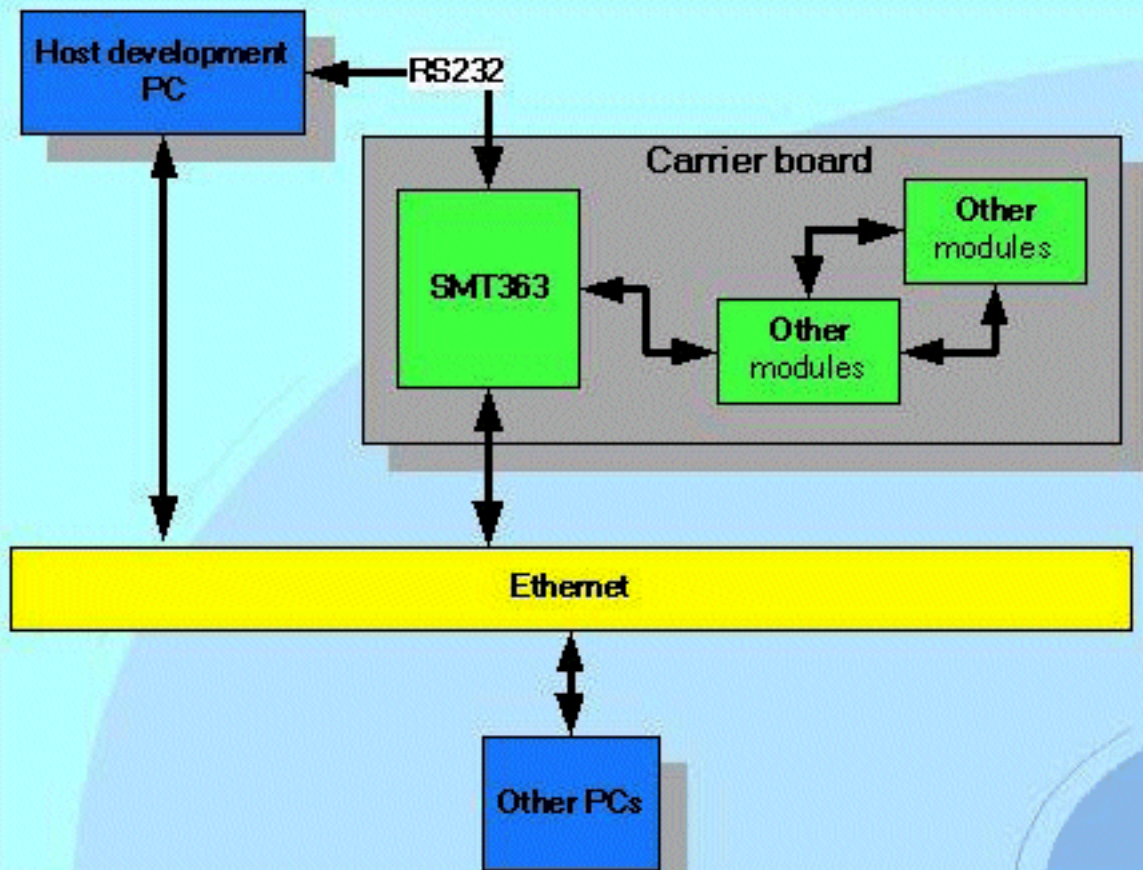 Host development
PC
RS232
Carrier board
Other
modules
SMT363
Other
modules
Ethernet
Other PCs